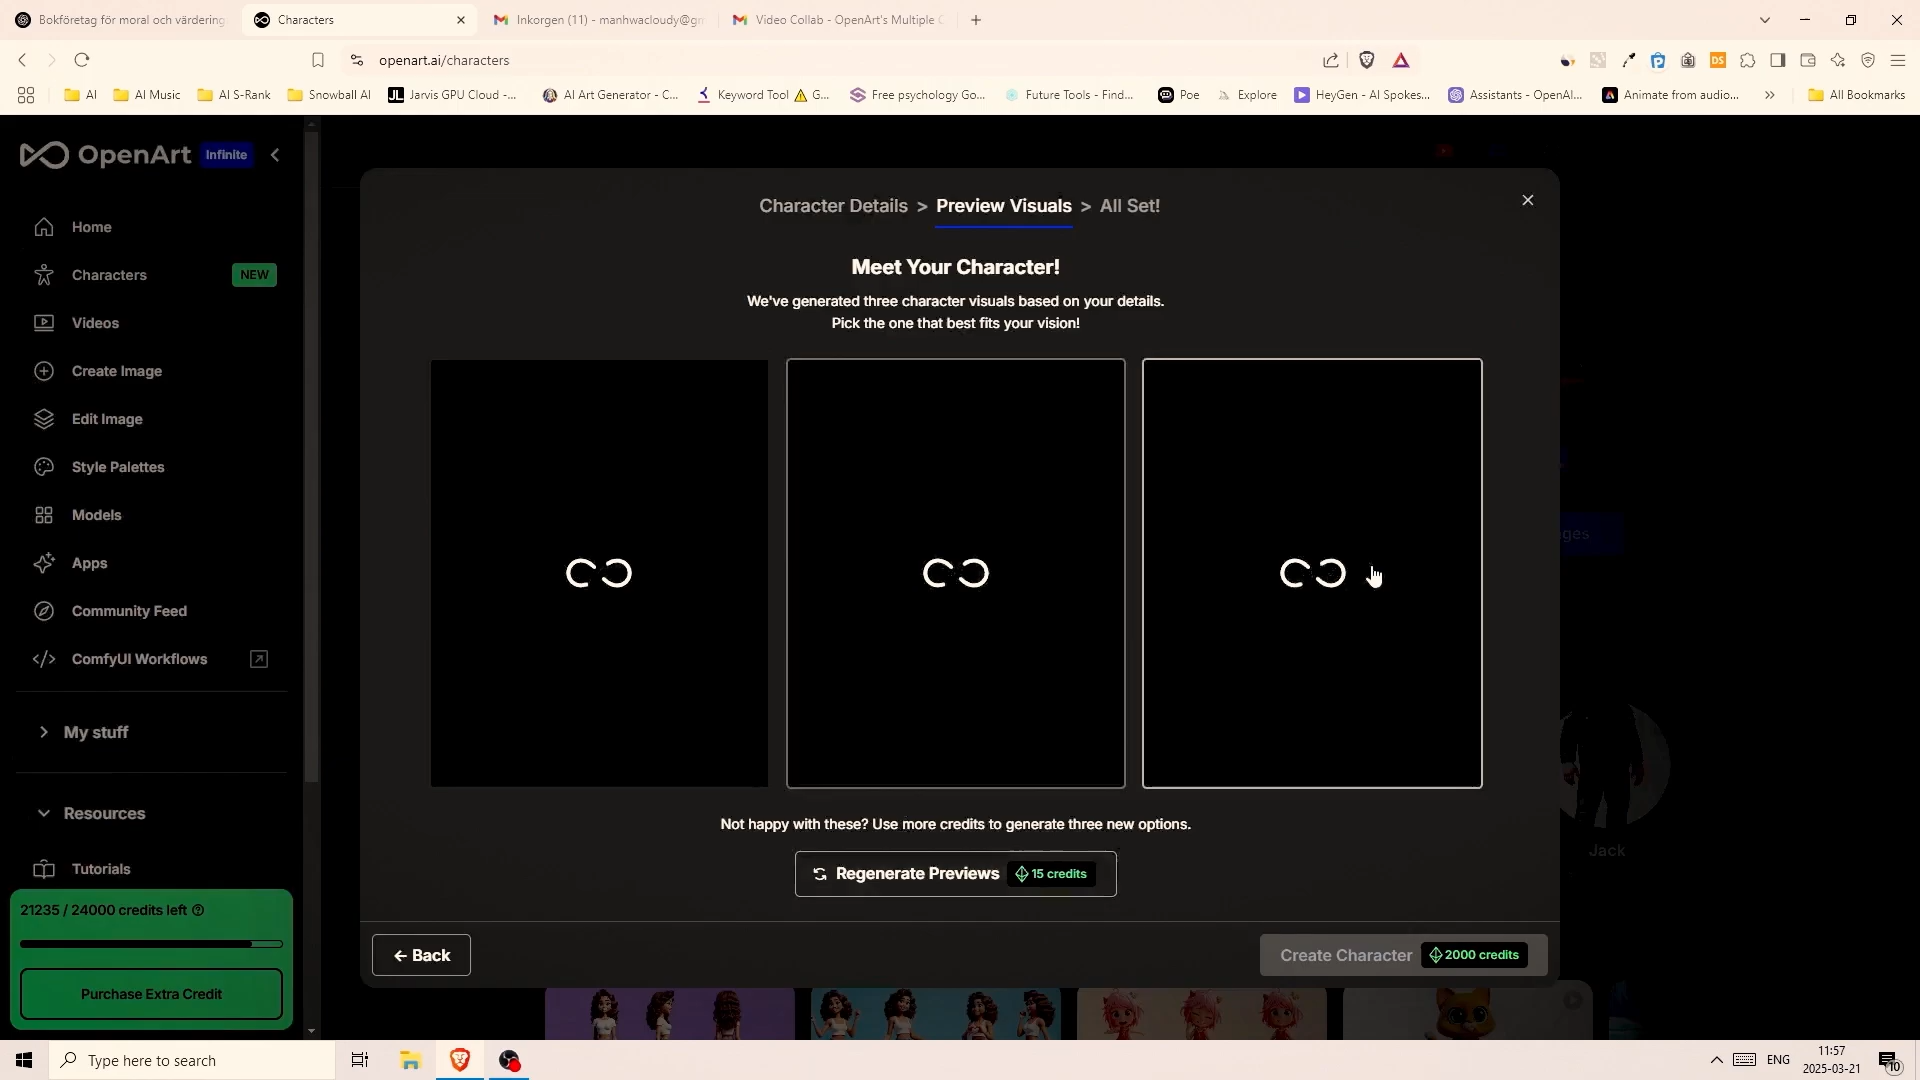 Bokföretag för moral och värdering
Characters
Inkorgen (11) - manhwacloudy@gm
Video Collab - OpenArt's Multiple C
openart.ai/characters
AI
AI Music
AI S-Rank
Snowball AI
Jarvis GPU Cloud -...
AI Art Generator - C...
Keyword Tool ⚠ G...
Free psychology Go...
Future Tools - Find...
Poe
Explore
HeyGen - AI Spokes...
Assistants - OpenAI...
Animate from audio...
All Bookmarks
OpenArt Infinite
Home
Characters NEW
Videos
Create Image
Edit Image
Style Palettes
Models
Apps
Community Feed
ComfyUI Workflows
My stuff
Resources
Tutorials
21235 / 24000 credits left
Purchase Extra Credit
Character Details > Preview Visuals > All Set!
Meet Your Character!
We've generated three character visuals based on your details.
Pick the one that best fits your vision!
Not happy with these? Use more credits to generate three new options.
Regenerate Previews 15 credits
← Back
Create Character 2000 credits
ges
Jack
Type here to search
ENG
11:57
2025-03-21
10